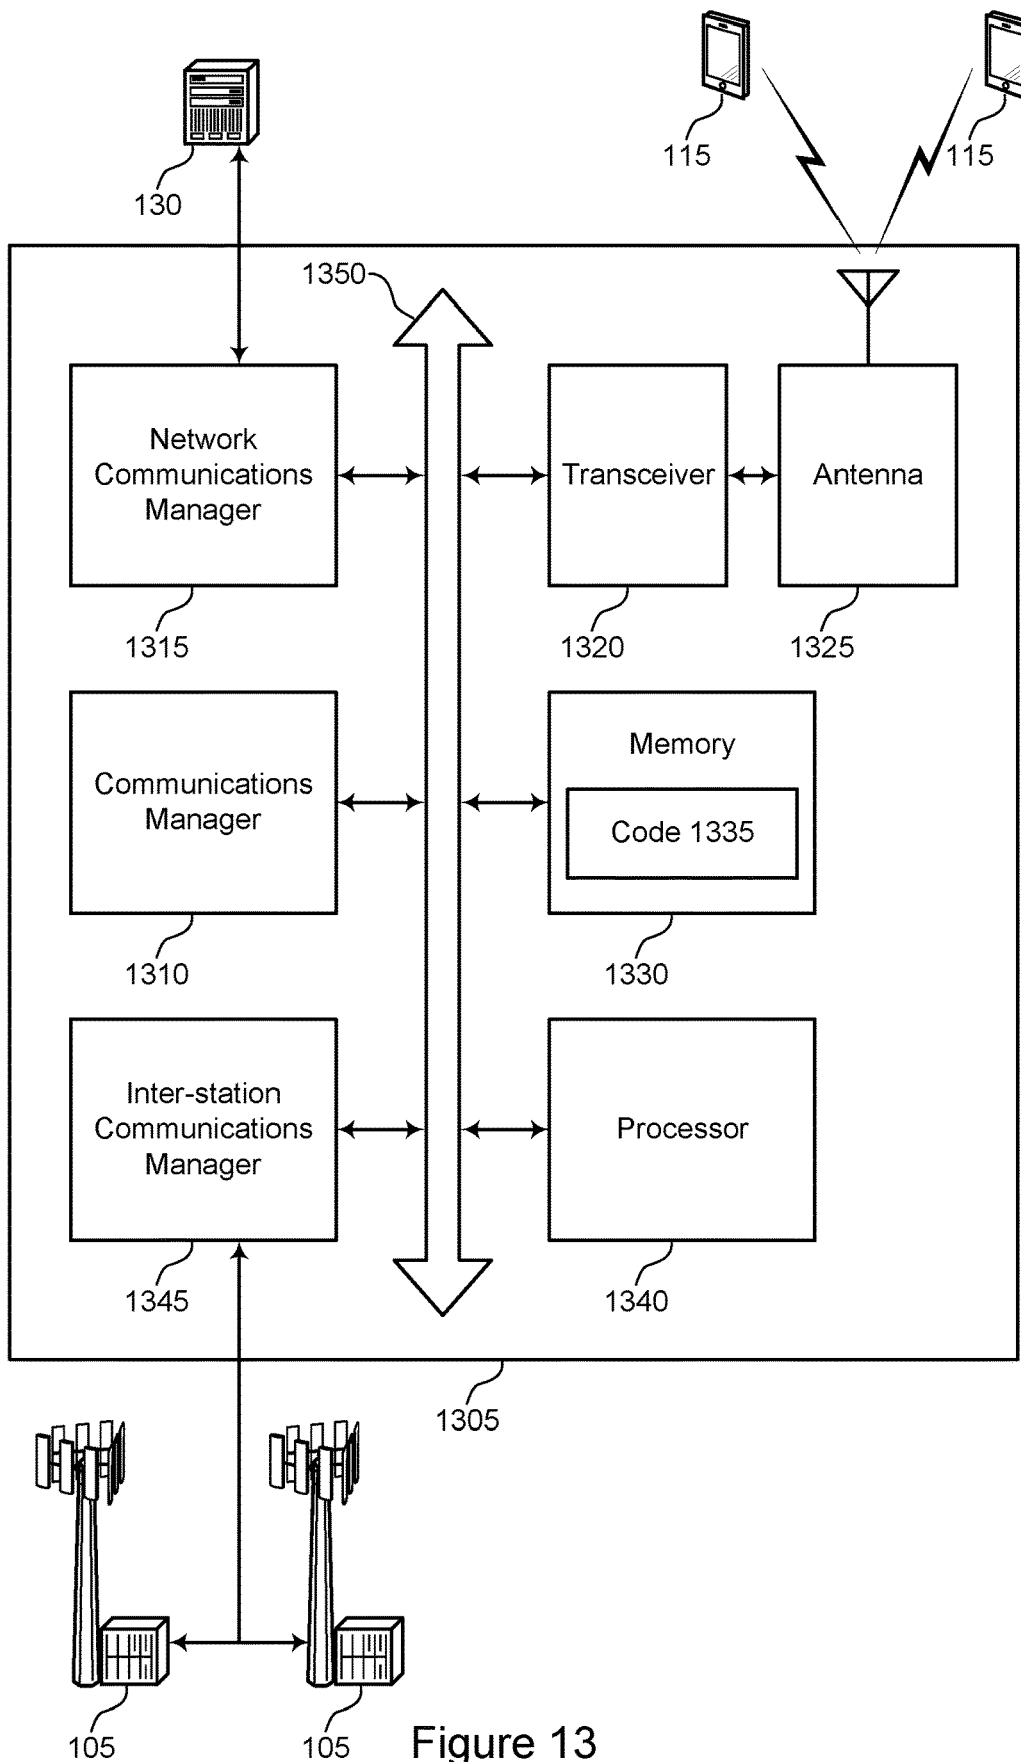 115
115
130
1350
Network
Communications
Manager
Transceiver
Antenna
1315
1320
1325
Communications
Manager
Memory
Code 1335
1310
1330
Inter-station
Communications
Manager
Processor
1345
1340
1305
105
105
Figure 13